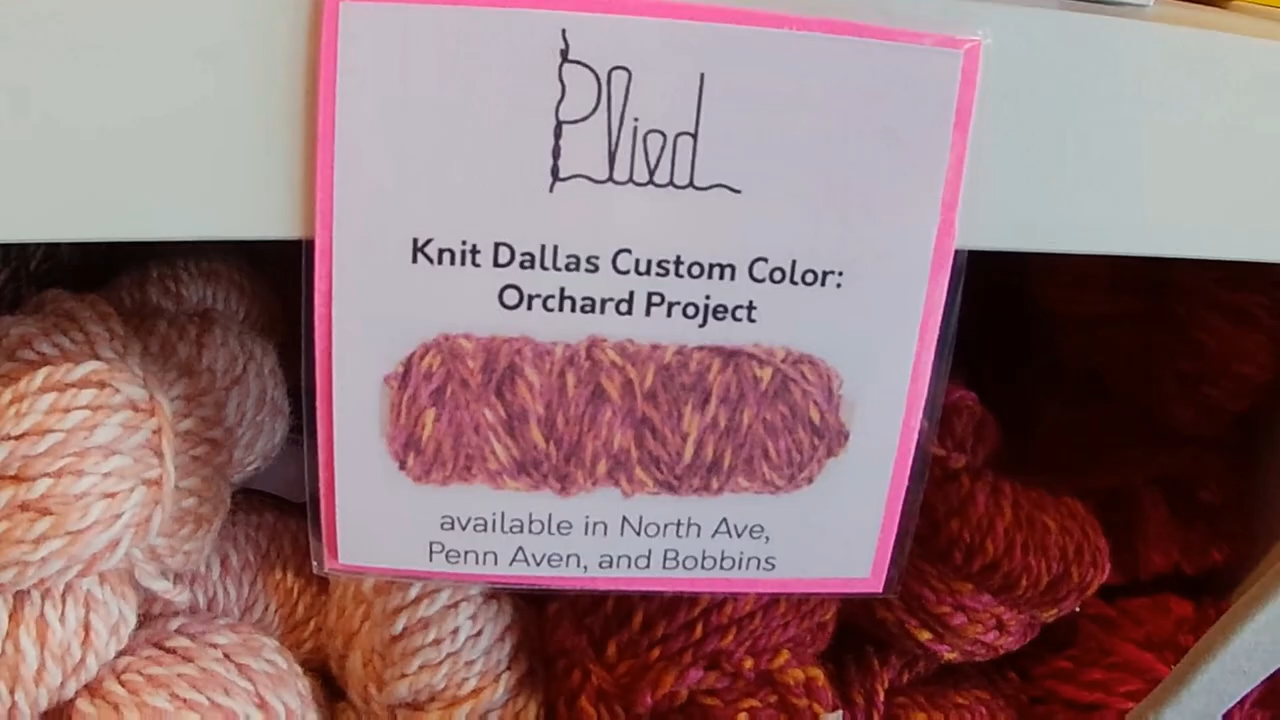 Plied
Knit Dallas Custom Color:
Orchard Project
available in North Ave,
Penn Aven, and Bobbins